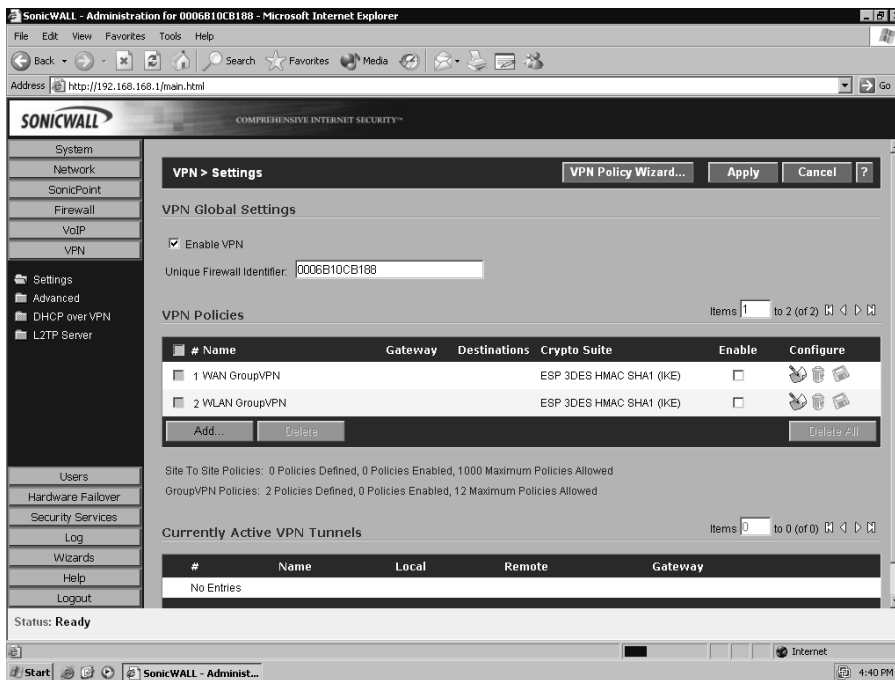 SonicWALL - Administration for 0006B10CB188 - Microsoft Internet Explorer
File Edit View Favorites Tools Help
Back Search Favorites Media
Address http://192.168.168.1/main.html Go
SONICWALL COMPREHENSIVE INTERNET SECURITY™
System
Network
SonicPoint
Firewall
VoIP
VPN
Settings
Advanced
DHCP over VPN
L2TP Server
Users
Hardware Failover
Security Services
Log
Wizards
Help
Logout
VPN > Settings VPN Policy Wizard... Apply Cancel ?
VPN Global Settings
Enable VPN
Unique Firewall Identifier: 0006B10CB188
VPN Policies Items 1 to 2 (of 2)
# Name Gateway Destinations Crypto Suite Enable Configure
1 WAN GroupVPN ESP 3DES HMAC SHA1 (IKE)
2 WLAN GroupVPN ESP 3DES HMAC SHA1 (IKE)
Add... Delete Delete All
Site To Site Policies: 0 Policies Defined, 0 Policies Enabled, 1000 Maximum Policies Allowed
GroupVPN Policies: 2 Policies Defined, 0 Policies Enabled, 12 Maximum Policies Allowed
Currently Active VPN Tunnels Items 0 to 0 (of 0)
# Name Local Remote Gateway
No Entries
Status: Ready
Internet
Start SonicWALL - Administ... 4:40 PM